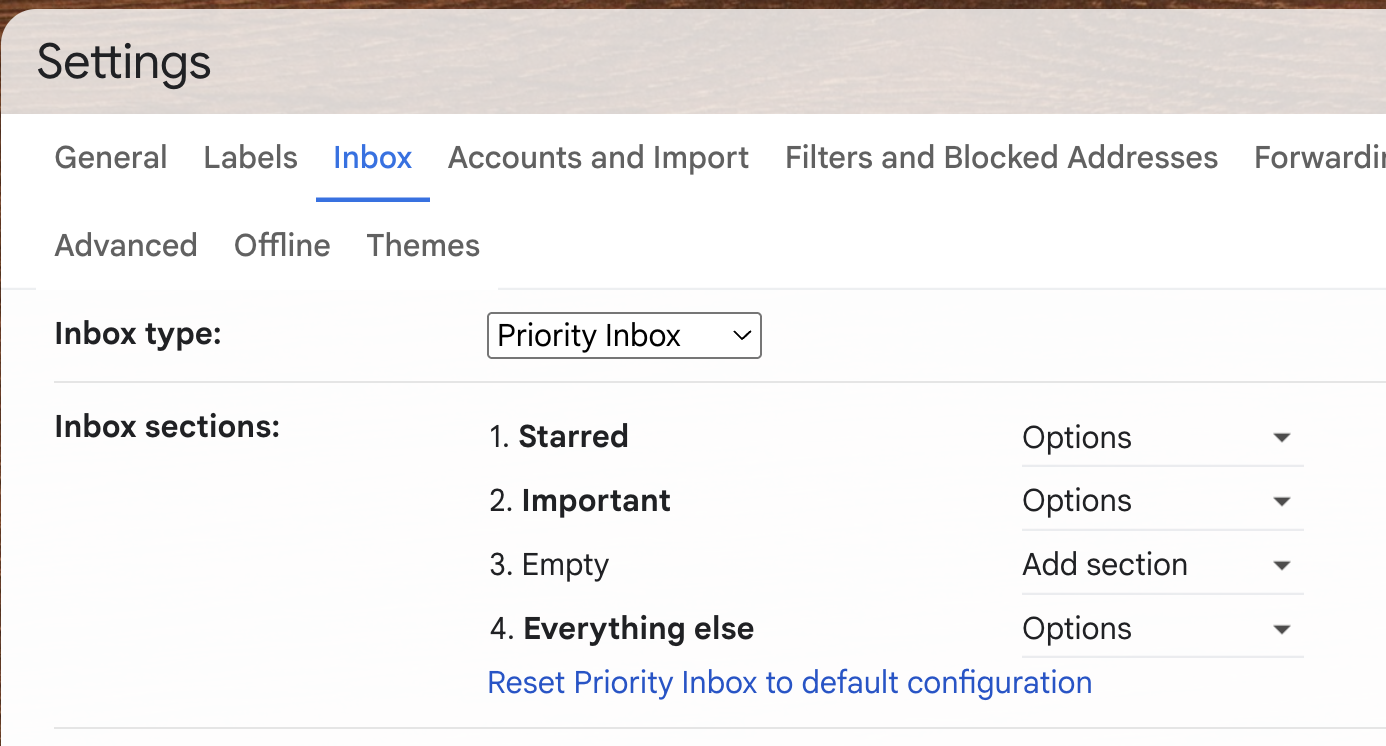 Settings
General Labels Inbox Accounts and Import Filters and Blocked Addresses
Advanced Offline Themes
Inbox type: Priority Inbox
Inbox sections: 1. Starred Options
2. Important Options
3. Empty Add section
4. Everything else Options
Reset Priority Inbox to default configuration